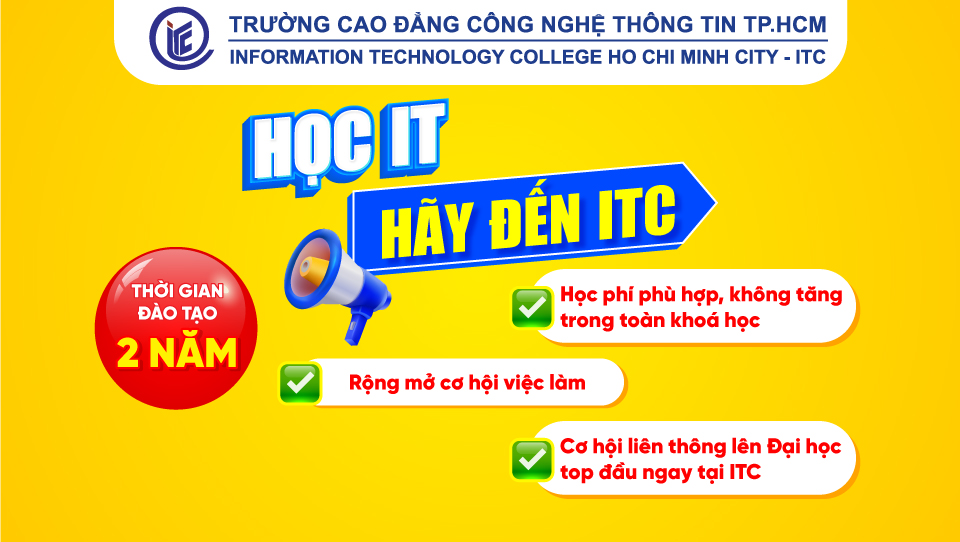 ITC
TRƯỜNG CAO ĐẲNG CÔNG NGHỆ THÔNG TIN TP.HCM
INFORMATION TECHNOLOGY COLLEGE HO CHI MINH CITY - ITC
HỌC IT
HÃY ĐẾN ITC
THỜI GIAN
ĐÀO TẠO
2 NĂM
Học phí phù hợp, không tăng
trong toàn khoá học
Rộng mở cơ hội việc làm
Cơ hội liên thông lên Đại học
top đầu ngay tại ITC